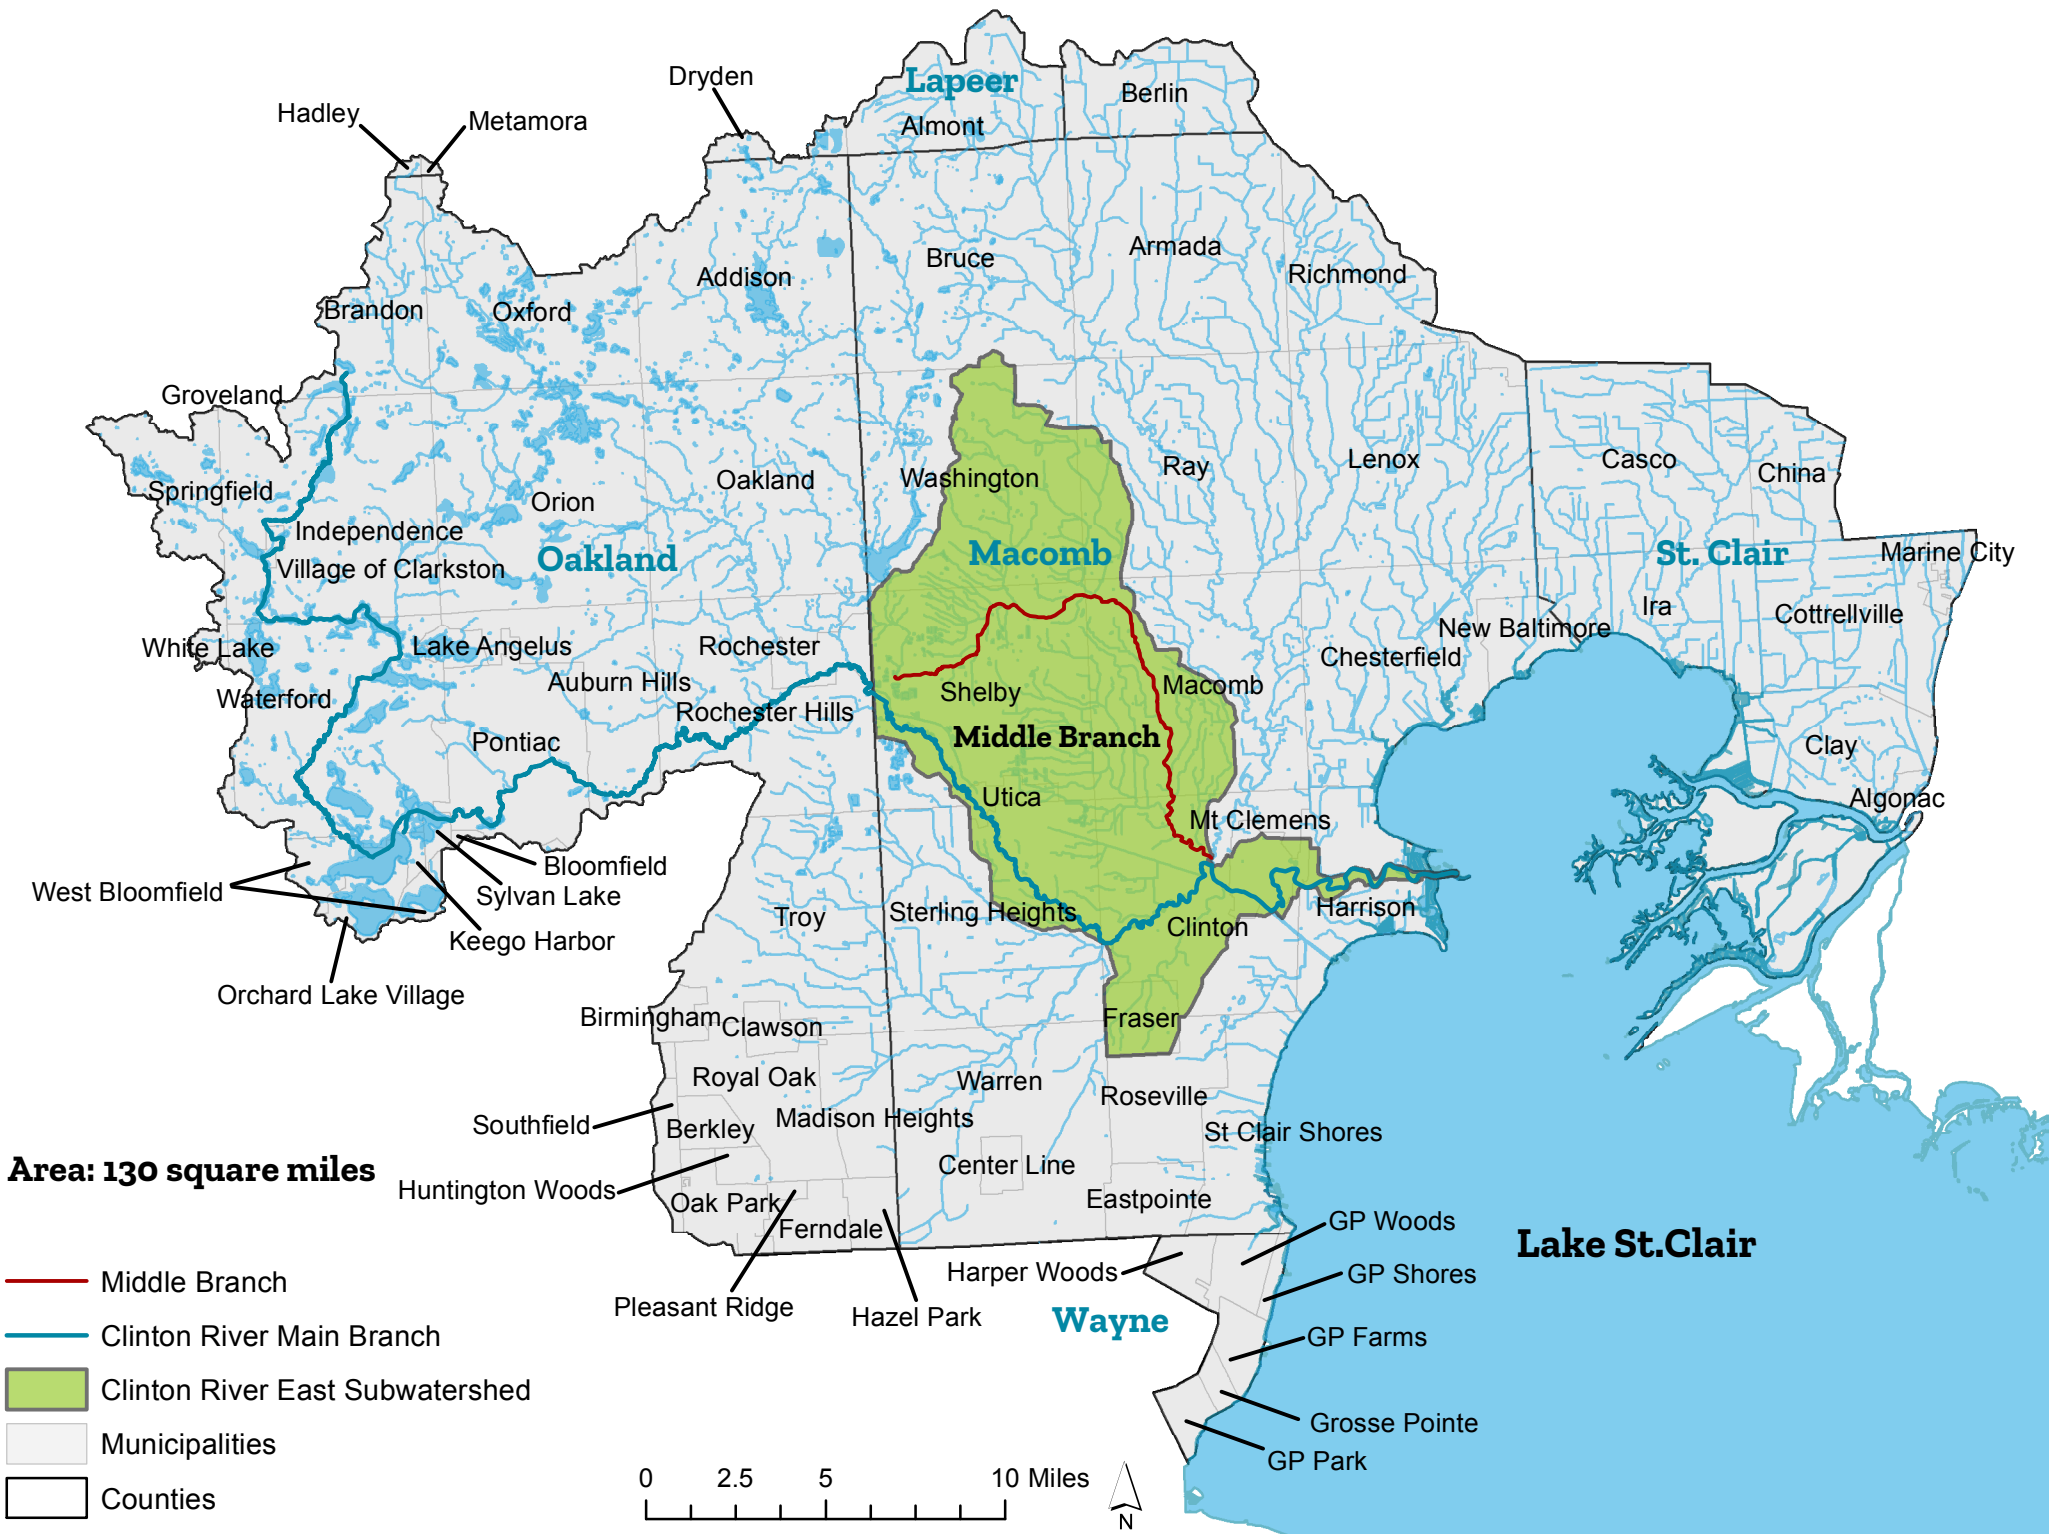 Dryden
Lapeer
Berlin
Hadley
Metamora
Almont
Armada
Bruce
Richmond
Addison
Brandon
Oxford
Groveland
Washington
Ray
Lenox
Casco
China
Springfield
Oakland
Orion
Independence
Oakland
Macomb
St. Clair
Marine City
Village of Clarkston
Ira
Cottrellville
New Baltimore
White Lake
Lake Angelus
Rochester
Chesterfield
Auburn Hills
Shelby
Macomb
Waterford
Rochester Hills
Middle Branch
Pontiac
Clay
Utica
Algonac
Mt Clemens
Bloomfield
West Bloomfield
Sylvan Lake
Troy
Sterling Heights
Harrison
Clinton
Keego Harbor
Orchard Lake Village
Birmingham
Clawson
Fraser
Royal Oak
Warren
Roseville
Southfield
Berkley
Madison Heights
St Clair Shores
Area: 130 square miles
Center Line
Huntington Woods
Oak Park
Eastpointe
Ferndale
GP Woods
Lake St.Clair
Harper Woods
GP Shores
Middle Branch
Pleasant Ridge
Hazel Park
Wayne
Clinton River Main Branch
GP Farms
Clinton River East Subwatershed
Grosse Pointe
Municipalities
GP Park
0 2.5 5 10 Miles
Counties
N